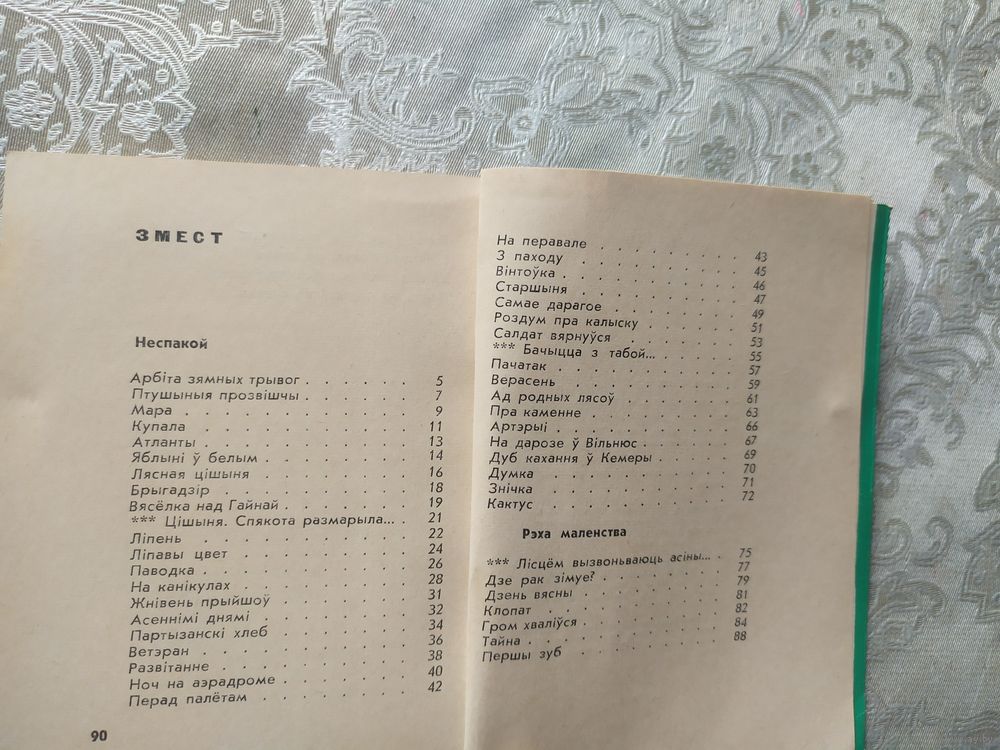 ЗМЕСТ
Неспакой
Арбіта зямных трывог . . . . . . 5
Птушыныя прозвішчы . . . . . . 7
Мара . . . . . . . . . . 9
Купала . . . . . . . . . 11
Атланты . . . . . . . . . 13
Яблыні ў белым . . . . . . . 14
Лясная цішыня . . . . . . . 16
Брыгадзір . . . . . . . . . 18
Вясёлка над Гайнай . . . . . . 19
*** Цішыня. Спякота размарыла... . 21
Ліпень . . . . . . . . . 22
Ліпавы цвет . . . . . . . . 24
Паводка . . . . . . . . . 26
На канікулах . . . . . . . . 28
Жнівень прыйшоў . . . . . . 31
Асеннімі днямі . . . . . . . 32
Партызанскі хлеб . . . . . . 34
Ветэран . . . . . . . . . 36
Развітанне . . . . . . . . 38
Ноч на аэрадроме . . . . . . 40
Перад палётам . . . . . . . 42
90
На перавале . . . . . . . 43
З паходу . . . . . . . . 45
Вінтоўка . . . . . . . . 46
Старшыня . . . . . . . . 47
Самае дарагое . . . . . . 49
Роздум пра калыску . . . . . 51
Салдат вярнуўся . . . . . . 53
*** Бачыцца з табой... . . . . 55
Пачатак . . . . . . . . 57
Верасень . . . . . . . . 59
Ад родных лясоў . . . . . . 61
Пра каменне . . . . . . . 63
Артэрыі . . . . . . . . 66
На дарозе ў Вільнюс . . . . . 67
Дуб кахання ў Кемеры . . . . 69
Думка . . . . . . . . . 70
Знічка . . . . . . . . . 71
Кактус . . . . . . . . . 72
Рэха маленства
*** Лісцём вызвоньваюць асіны... . 75
Дзе рак зімуе? . . . . . . 77
Дзень вясны . . . . . . . 79
Клопат . . . . . . . . 81
Гром хваліўся . . . . . . . 82
Тайна . . . . . . . . . 84
Першы зуб . . . . . . . 88